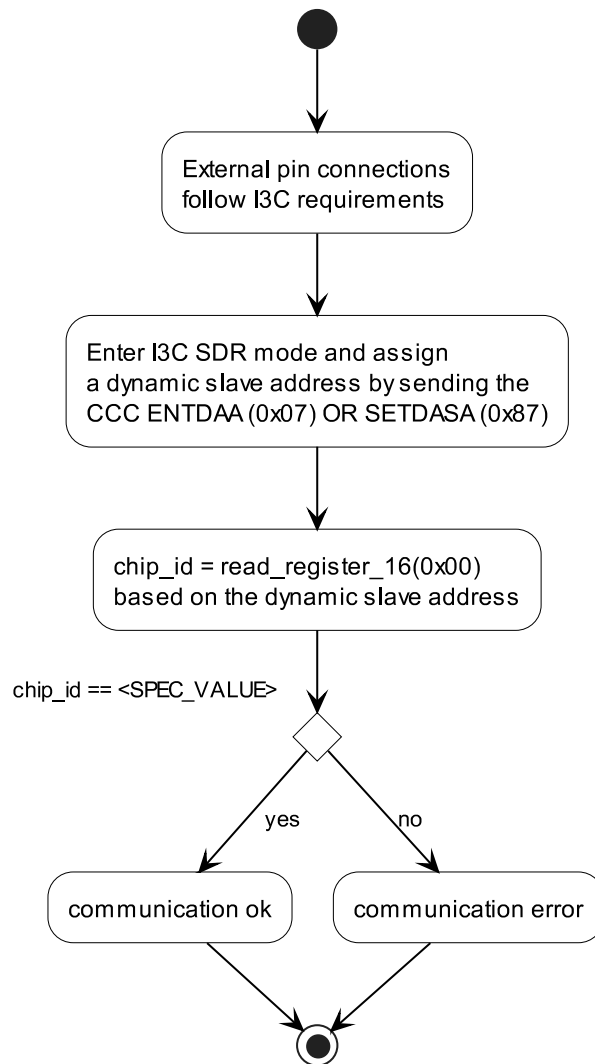 External pin connections
follow I3C requirements
Enter I3C SDR mode and assign
a dynamic slave address by sending the
CCC ENTDAA (0x07) OR SETDASA (0x87)
chip_id = read_register_16(0x00)
based on the dynamic slave address
chip_id == <SPEC_VALUE>
yes
no
communication ok
communication error